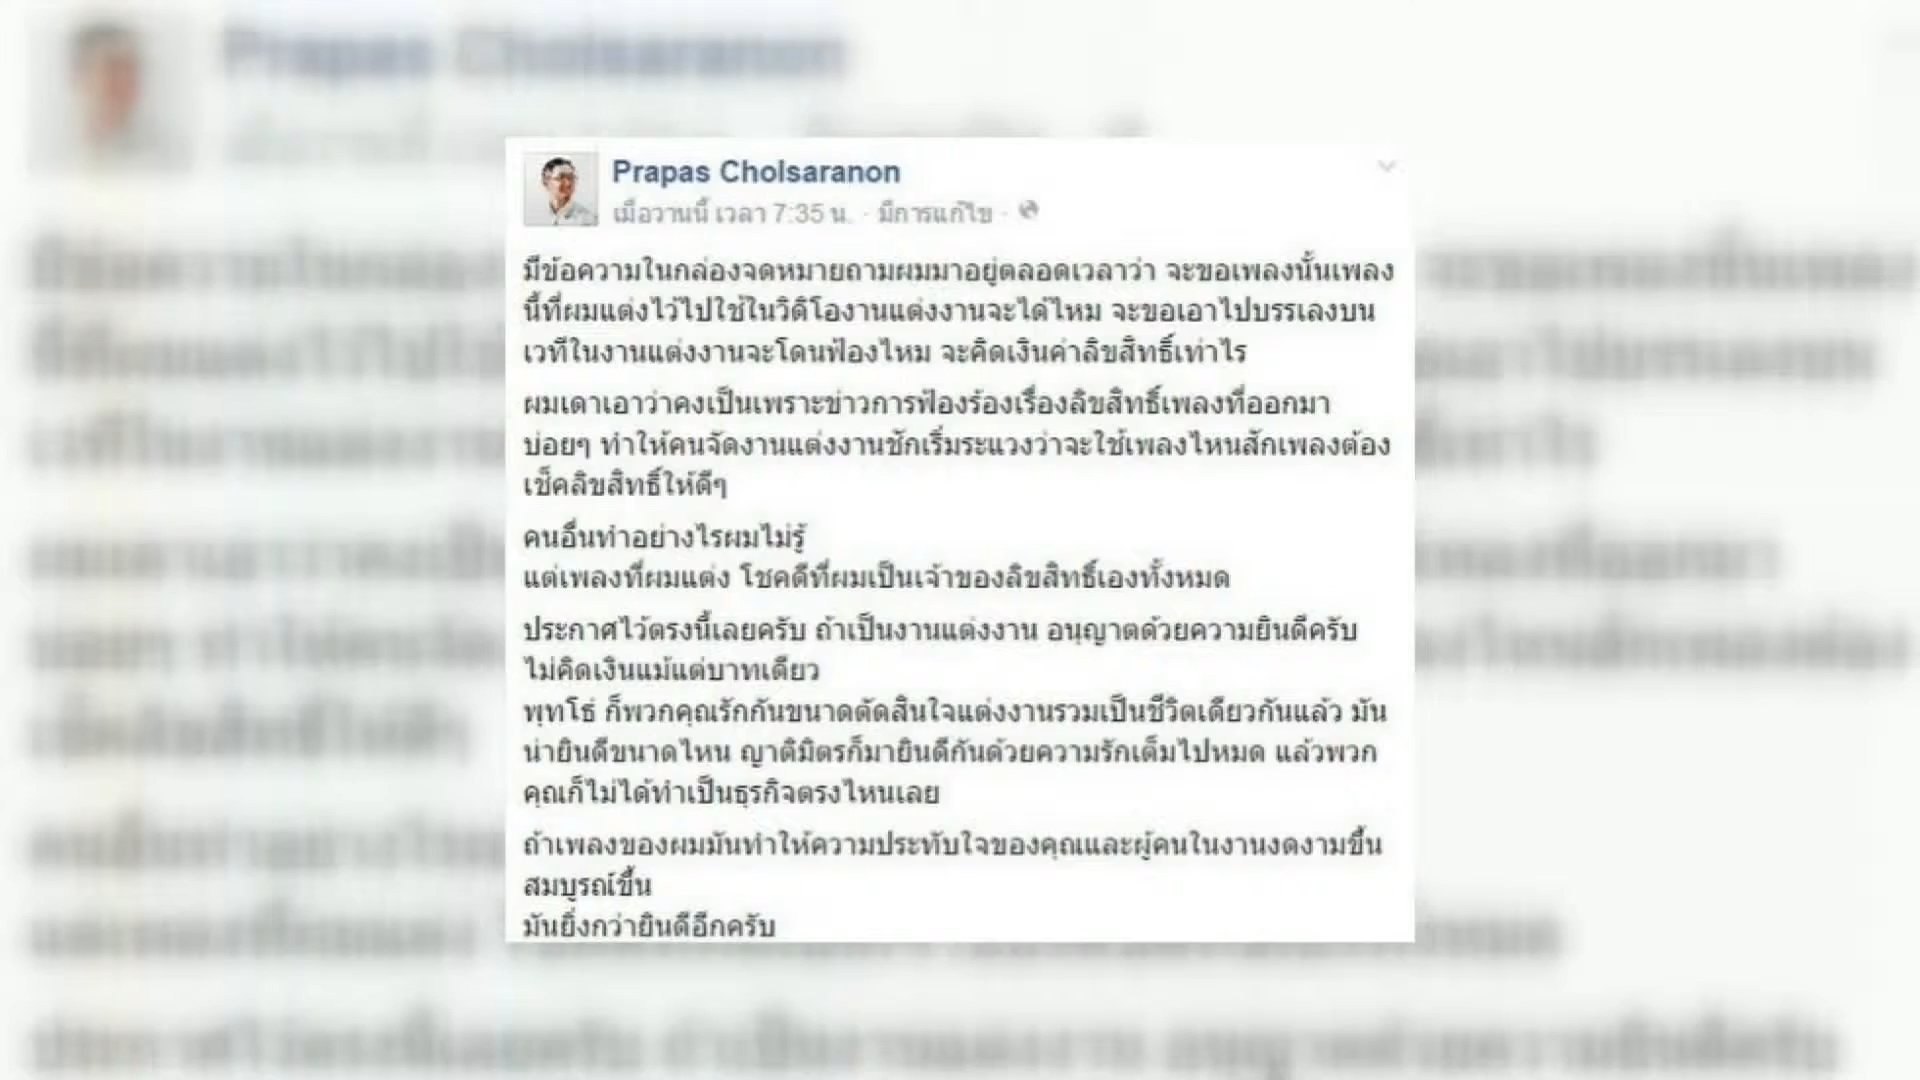 Prapas Cholsaranon
เมื่อวานนี้ เวลา 7:35 น. · มีการแก้ไข ·
มีข้อความในกล่องจดหมายถามผมมาอยู่ตลอดเวลาว่า จะขอเพลงนั้นเพลง
นี้ที่ผมแต่งไว้ไปใช้ในวิดิโองานแต่งงานจะได้ไหม จะขอเอาไปบรรเลงบน
เวทีในงานแต่งงานจะโดนฟ้องไหม จะคิดเงินค่าลิขสิทธิ์เท่าไร
ผมเดาเอาว่าคงเป็นเพราะข่าวการฟ้องร้องเรื่องลิขสิทธิ์เพลงที่ออกมา
บ่อยๆ ทำให้คนจัดงานแต่งงานชักเริ่มระแวงว่าจะใช้เพลงไหนสักเพลงต้อง
เช็คลิขสิทธิ์ให้ดีๆ
คนอื่นทำอย่างไรผมไม่รู้
แต่เพลงที่ผมแต่ง โชคดีที่ผมเป็นเจ้าของลิขสิทธิ์เองทั้งหมด
ประกาศไว้ตรงนี้เลยครับ ถ้าเป็นงานแต่งงาน อนุญาตด้วยความยินดีครับ
ไม่คิดเงินแม้แต่บาทเดียว
พุทโธ่ ก็พวกคุณรักกันขนาดตัดสินใจแต่งงานรวมเป็นชีวิตเดียวกันแล้ว มัน
น่ายินดีขนาดไหน ญาติมิตรก็มายินดีกันด้วยความรักเต็มไปหมด แล้วพวก
คุณก็ไม่ได้ทำเป็นธุรกิจตรงไหนเลย
ถ้าเพลงของผมมันทำให้ความประทับใจของคุณและผู้คนในงานงดงามขึ้น
สมบูรณ์ขึ้น
มันยิ่งกว่ายินดีอีกครับ